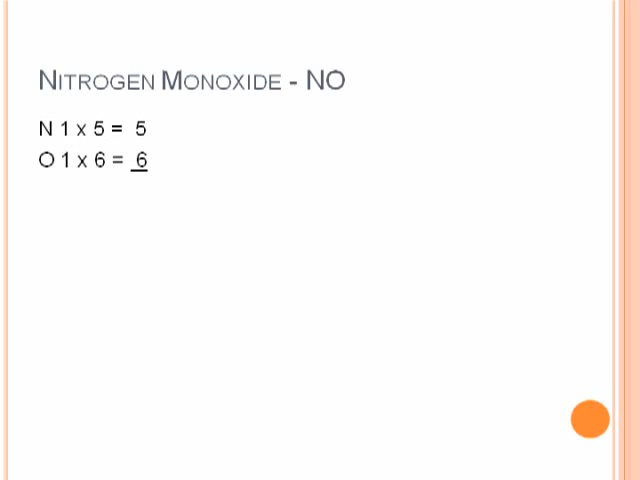 NITROGEN MONOXIDE - NO
N 1 x 5 = 5
O 1 x 6 = 6